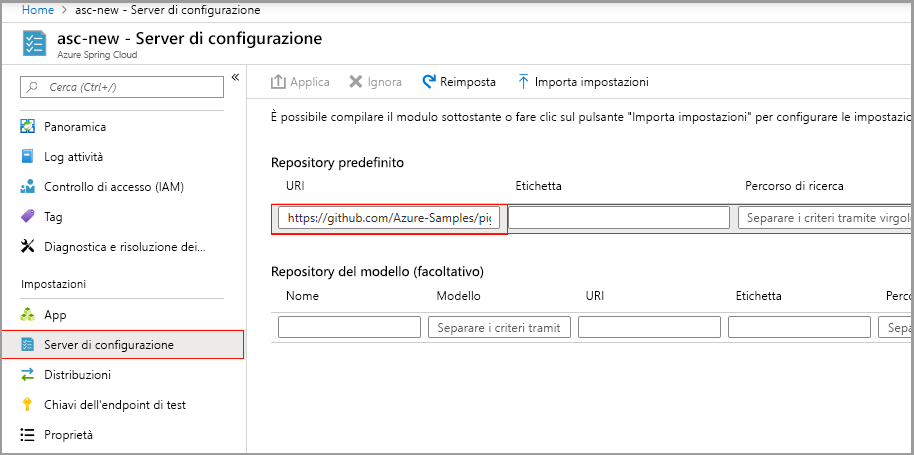 Home > asc-new - Server di configurazione
asc-new - Server di configurazione
Azure Spring Cloud
Cerca (Ctrl+/)
«
Panoramica
Log attività
Controllo di accesso (IAM)
Tag
Diagnostica e risoluzione dei...
Impostazioni
App
Server di configurazione
Distribuzioni
Chiavi dell'endpoint di test
Proprietà
Applica Ignora Reimposta Importa impostazioni
È possibile compilare il modulo sottostante o fare clic sul pulsante "Importa impostazioni" per configurare le impostazio
Repository predefinito
URI Etichetta Percorso di ricerca
https://github.com/Azure-Samples/pig Separare i criteri tramite virgole
Repository del modello (facoltativo)
Nome Modello URI Etichetta Perco
Separare i criteri tramit Sepa